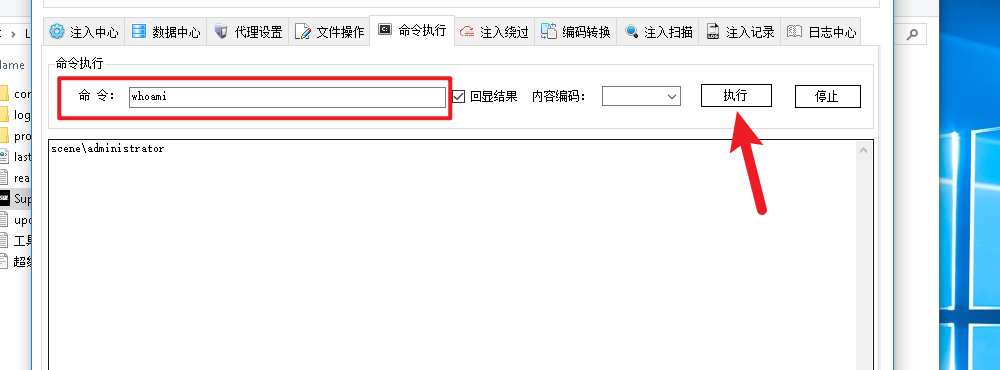 注入中心 数据中心 代理设置 文件操作 命令执行 注入绕过 编码转换 注入扫描 注入记录 日志中心
命令执行
命 令： whoami 回显结果 内容编码： 执行 停止
scene\administrator
L
lame
cor
log
pro
last
rea
Sup
upc
工具
超级